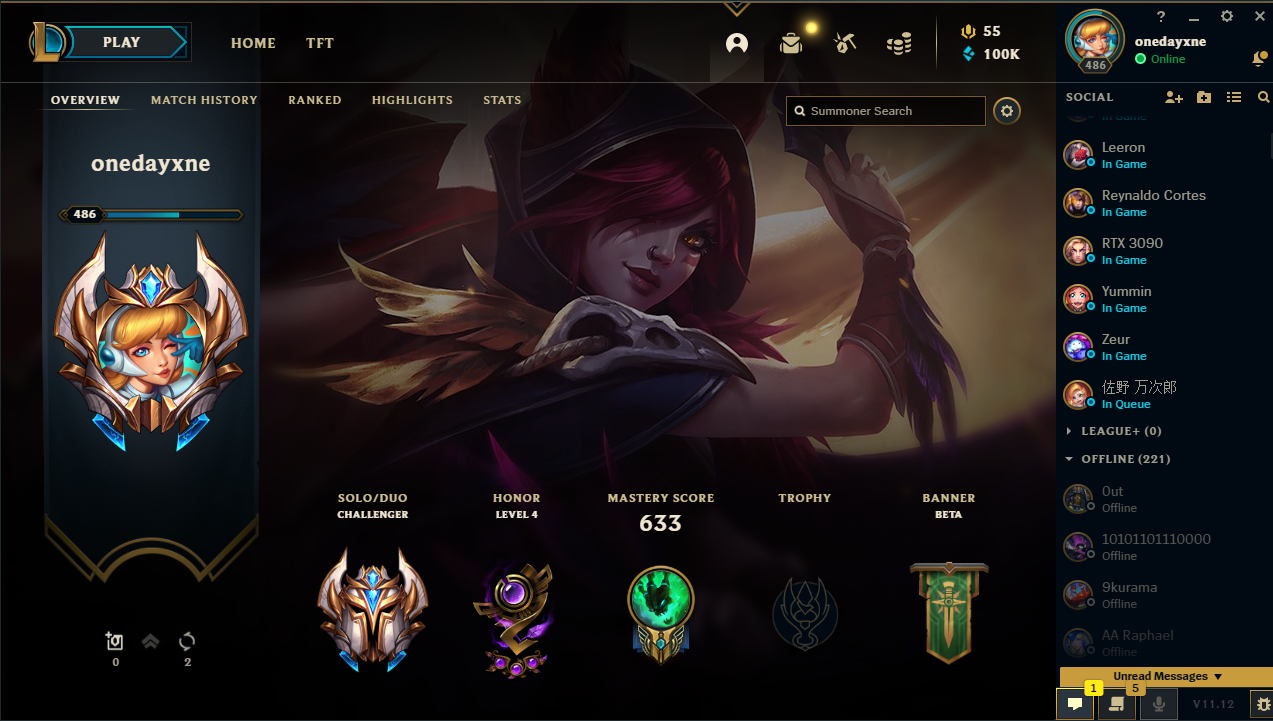 PLAY
HOME
TFT
55
100K
?
onedayxne
Online
486
OVERVIEW
MATCH HISTORY
RANKED
HIGHLIGHTS
STATS
Summoner Search
onedayxne
486
SOLO/DUO
CHALLENGER
HONOR
LEVEL 4
MASTERY SCORE
633
TROPHY
BANNER
BETA
0
2
SOCIAL
In Game
Leeron
In Game
Reynaldo Cortes
In Game
RTX 3090
In Game
Yummin
In Game
Zeur
In Game
佐野 万次郎
In Queue
LEAGUE+ (0)
OFFLINE (221)
0ut
Offline
10101101110000
Offline
9kurama
Offline
AA Raphael
Offline
Unread Messages
1
5
V11.12